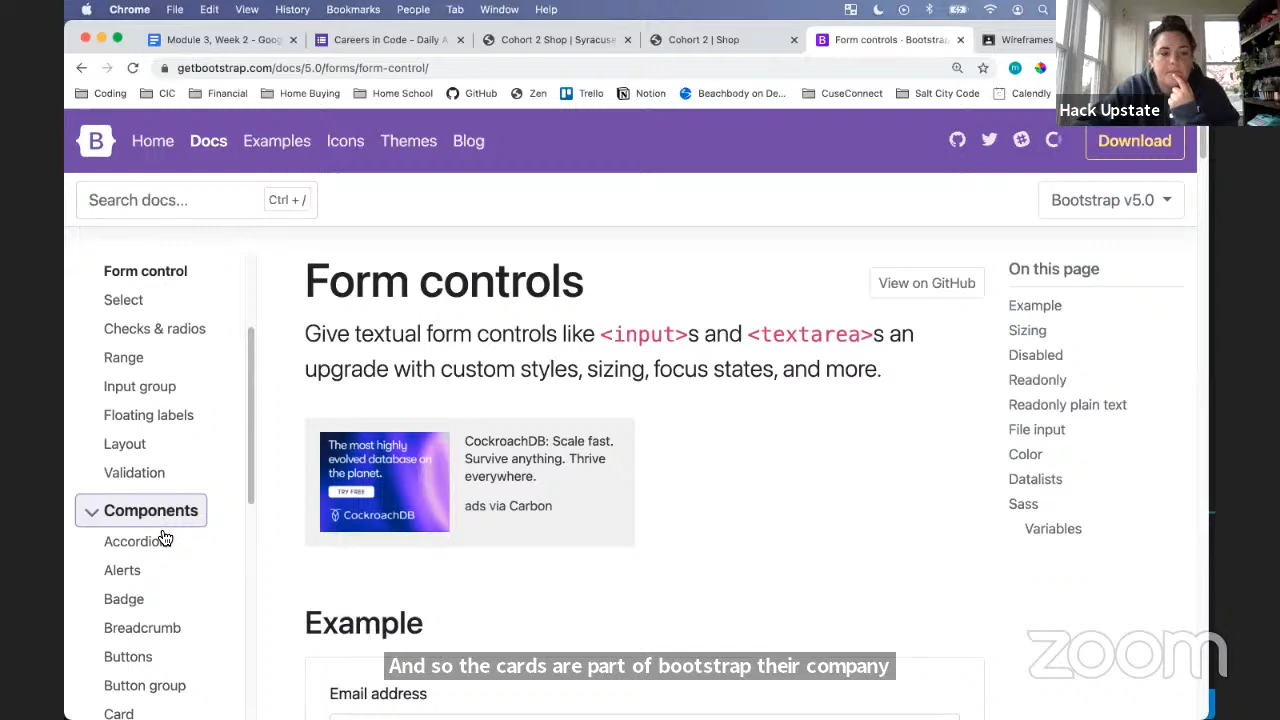 Chrome File Edit View History Bookmarks People Tab Window Help
Module 3, Week 2 - Goog
Careers in Code - Daily A
Cohort 2 Shop | Syracuse
Cohort 2 | Shop
Form controls · Bootstrap
Wireframes
getbootstrap.com/docs/5.0/forms/form-control/
Coding CIC Financial Home Buying Home School GitHub Zen Trello Notion Beachbody on De... CuseConnect Salt City Code Calendly
Hack Upstate
B Home Docs Examples Icons Themes Blog Download
Search docs... Ctrl + /
Bootstrap v5.0
Form control
Select
Checks & radios
Range
Input group
Floating labels
Layout
Validation
Components
Accordion
Alerts
Badge
Breadcrumb
Buttons
Button group
Card
Form controls
View on GitHub
Give textual form controls like <input>s and <textarea>s an
upgrade with custom styles, sizing, focus states, and more.
The most highly
evolved database on
the planet.
TRY FREE
CockroachDB
CockroachDB: Scale fast.
Survive anything. Thrive
everywhere.
ads via Carbon
Example
Email address
On this page
Example
Sizing
Disabled
Readonly
Readonly plain text
File input
Color
Datalists
Sass
Variables
And so the cards are part of bootstrap their company
zoom